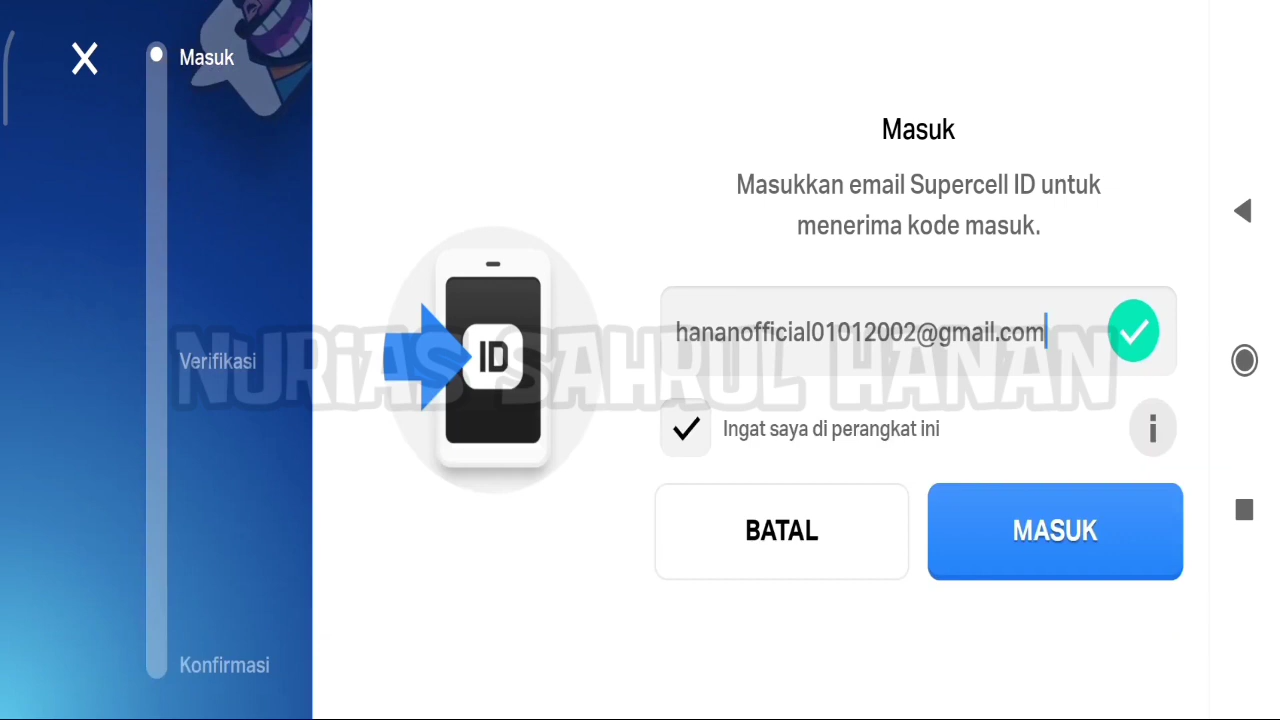 Masuk
Verifikasi
Konfirmasi
ID
Masuk
Masukkan email Supercell ID untuk
menerima kode masuk.
hananofficial01012002@gmail.com
Ingat saya di perangkat ini
i
BATAL
MASUK
NURIAS SAHRUL HANAN